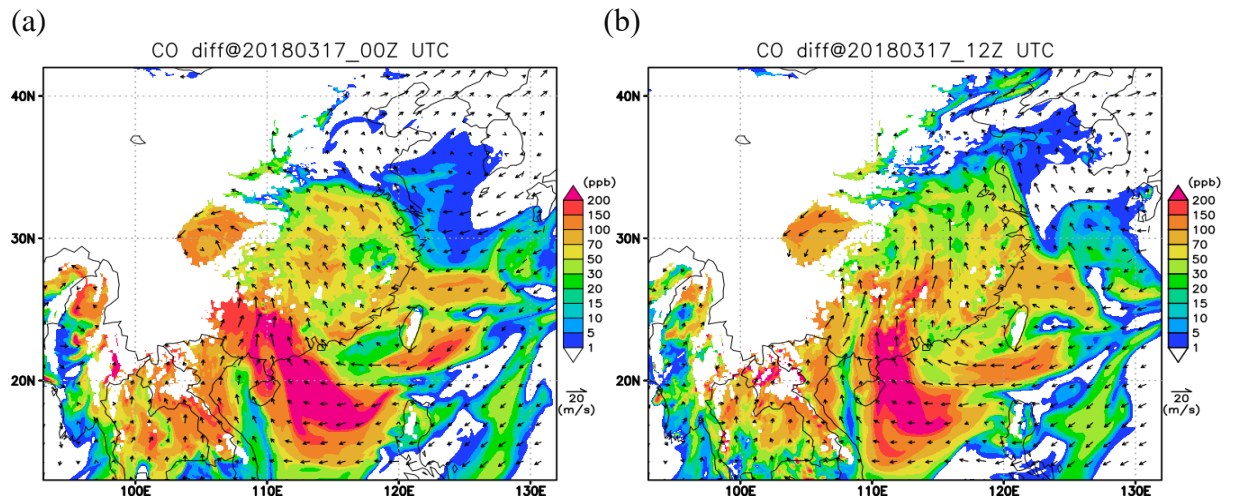 (a)
CO diff@20180317_00Z UTC
40N
30N
20N
100E
110E
120E
130E
(ppb)
200
150
100
70
50
30
20
15
10
5
1
20
(m/s)
(b)
CO diff@20180317_12Z UTC
40N
30N
20N
100E
110E
120E
130E
(ppb)
200
150
100
70
50
30
20
15
10
5
1
20
(m/s)